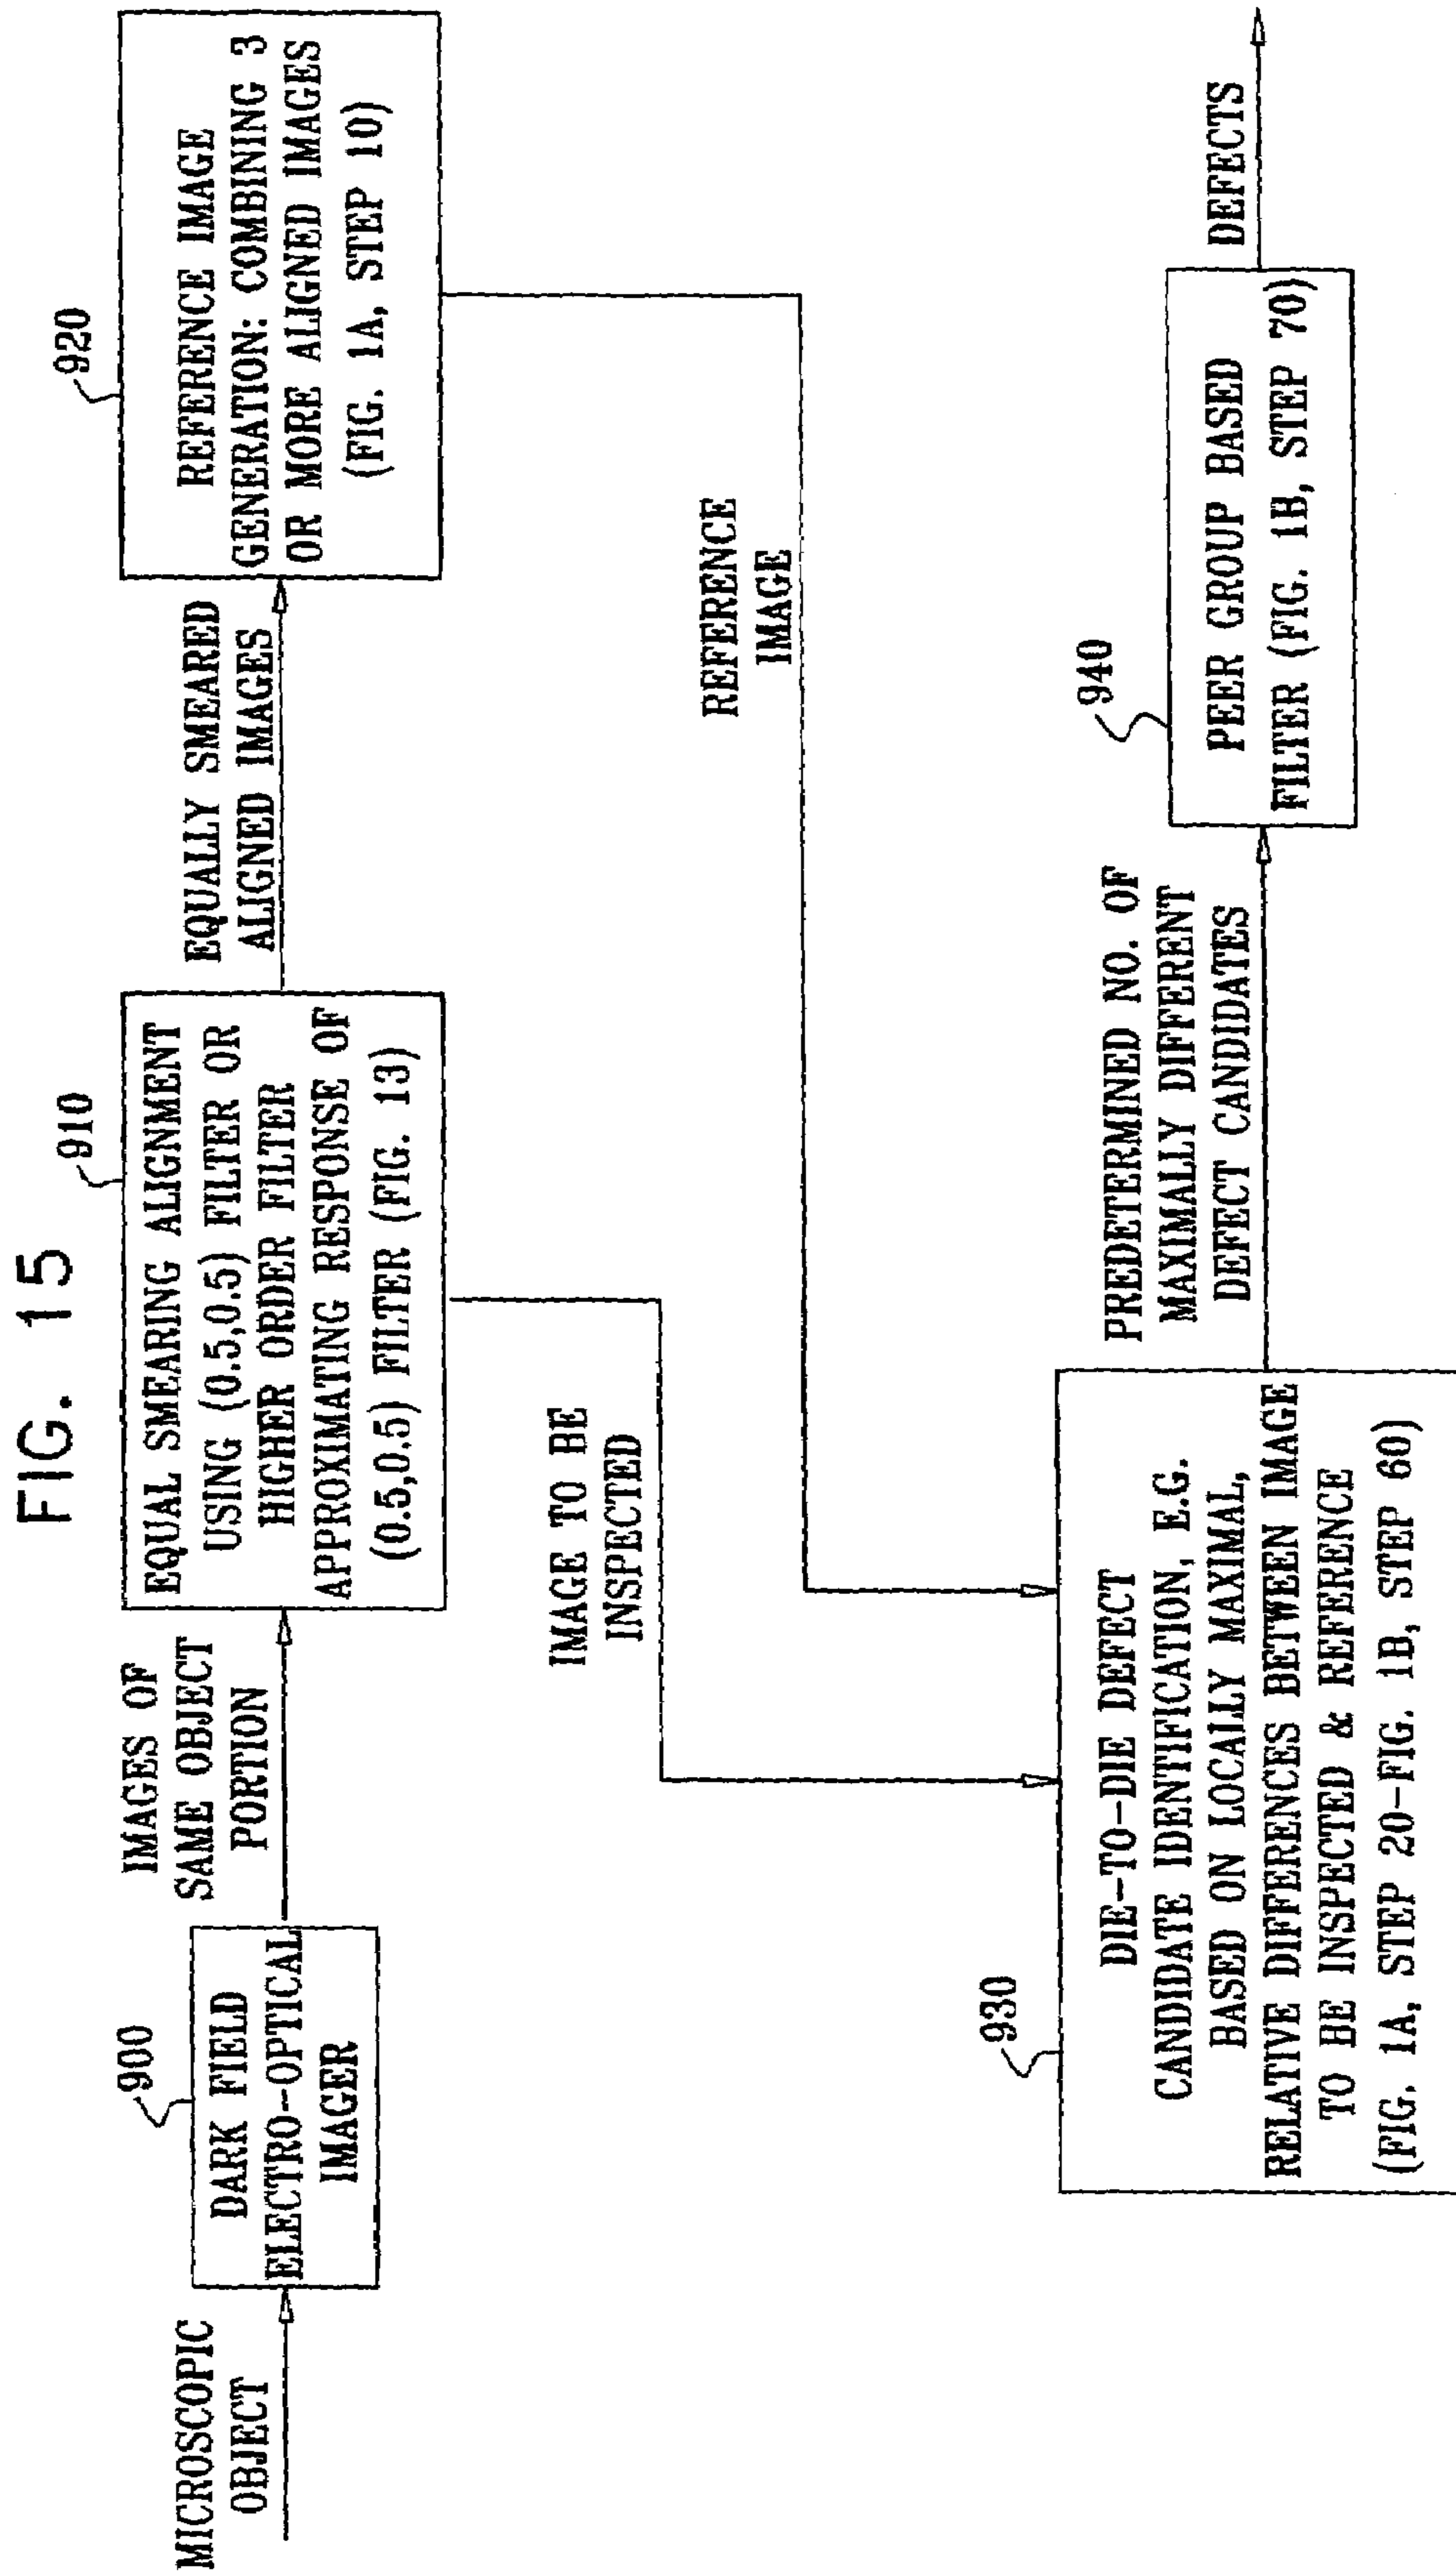 FIG. 15
MICROSCOPIC
OBJECT
900
DARK FIELD
ELECTRO-OPTICAL
IMAGER
IMAGES OF
SAME OBJECT
PORTION
910
EQUAL SMEARING ALIGNMENT
USING (0.5,0.5) FILTER OR
HIGHER ORDER FILTER
APPROXIMATING RESPONSE OF
(0.5,0.5) FILTER (FIG. 13)
EQUALLY SMEARED
ALIGNED IMAGES
920
REFERENCE IMAGE
GENERATION: COMBINING 3
OR MORE ALIGNED IMAGES
(FIG. 1A, STEP 10)
IMAGE TO BE
INSPECTED
REFERENCE
IMAGE
930
DIE-TO-DIE DEFECT
CANDIDATE IDENTIFICATION, E.G.
BASED ON LOCALLY MAXIMAL,
RELATIVE DIFFERENCES BETWEEN IMAGE
TO BE INSPECTED & REFERENCE
(FIG. 1A, STEP 20-FIG. 1B, STEP 60)
PREDETERMINED NO. OF
MAXIMALLY DIFFERENT
DEFECT CANDIDATES
940
PEER GROUP BASED
FILTER (FIG. 1B, STEP 70)
DEFECTS